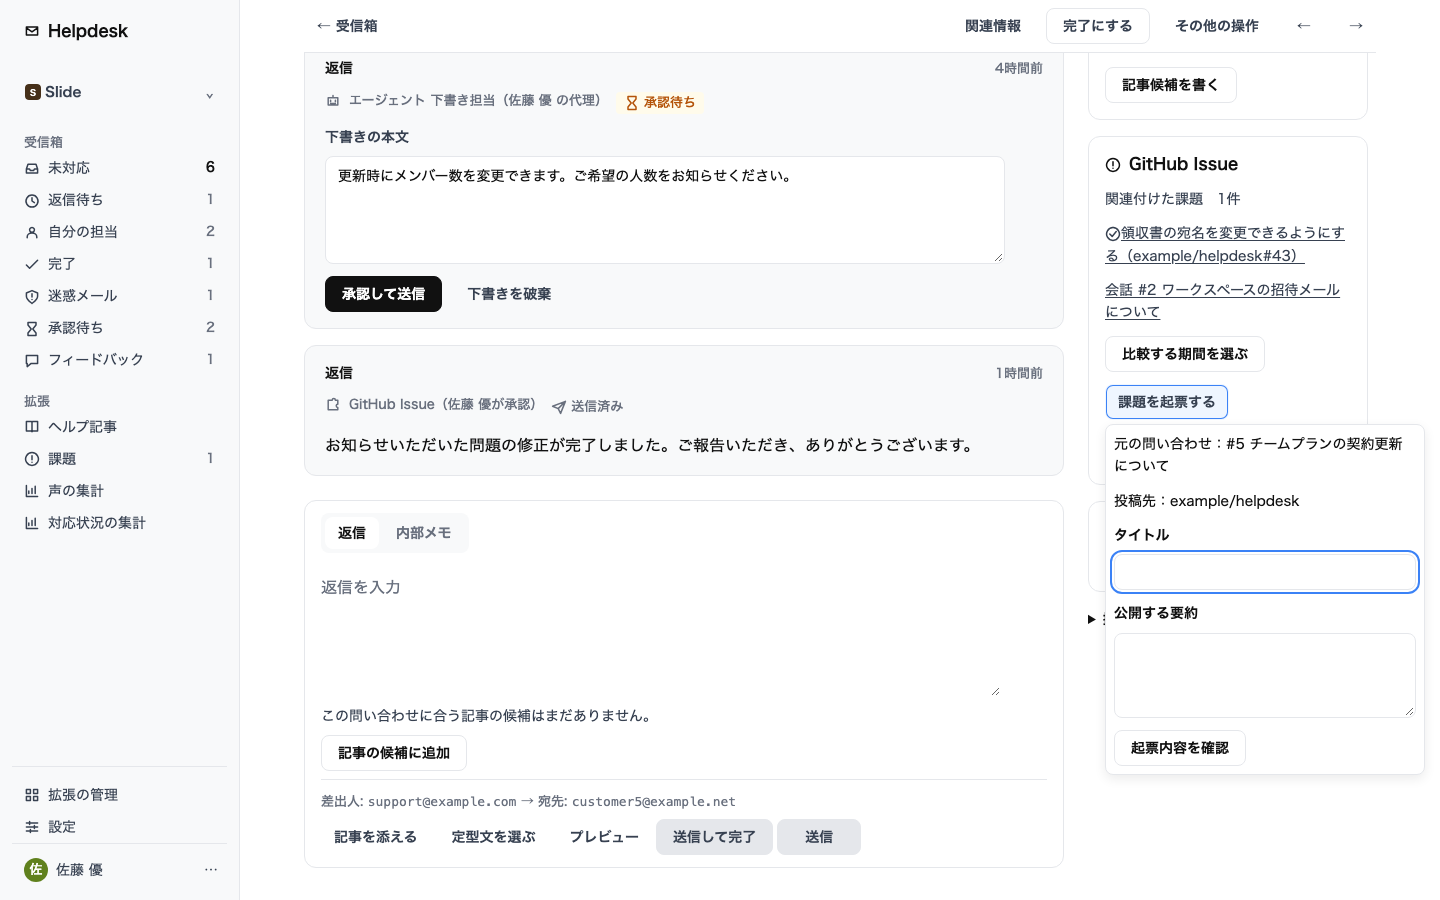 Helpdesk
S Slide
受信箱
未対応 6
返信待ち 1
自分の担当 2
完了 1
迷惑メール 1
承認待ち 2
フィードバック 1
拡張
ヘルプ記事
課題 1
声の集計
対応状況の集計
拡張の管理
設定
佐 佐藤 優 …
← 受信箱
関連情報 完了にする その他の操作 ← →
返信 4時間前
エージェント 下書き担当（佐藤 優 の代理） 承認待ち
下書きの本文
更新時にメンバー数を変更できます。ご希望の人数をお知らせください。
承認して送信 下書きを破棄
返信 1時間前
GitHub Issue（佐藤 優が承認） 送信済み
お知らせいただいた問題の修正が完了しました。ご報告いただき、ありがとうございます。
返信 内部メモ
返信を入力
この問い合わせに合う記事の候補はまだありません。
記事の候補に追加
差出人: support@example.com → 宛先: customer5@example.net
記事を添える 定型文を選ぶ プレビュー 送信して完了 送信
記事候補を書く
GitHub Issue
関連付けた課題 1件
領収書の宛名を変更できるようにす
る（example/helpdesk#43）
会話 #2 ワークスペースの招待メール
について
比較する期間を選ぶ
課題を起票する
元の問い合わせ：#5 チームプランの契約更新
について
投稿先：example/helpdesk
タイトル
公開する要約
起票内容を確認